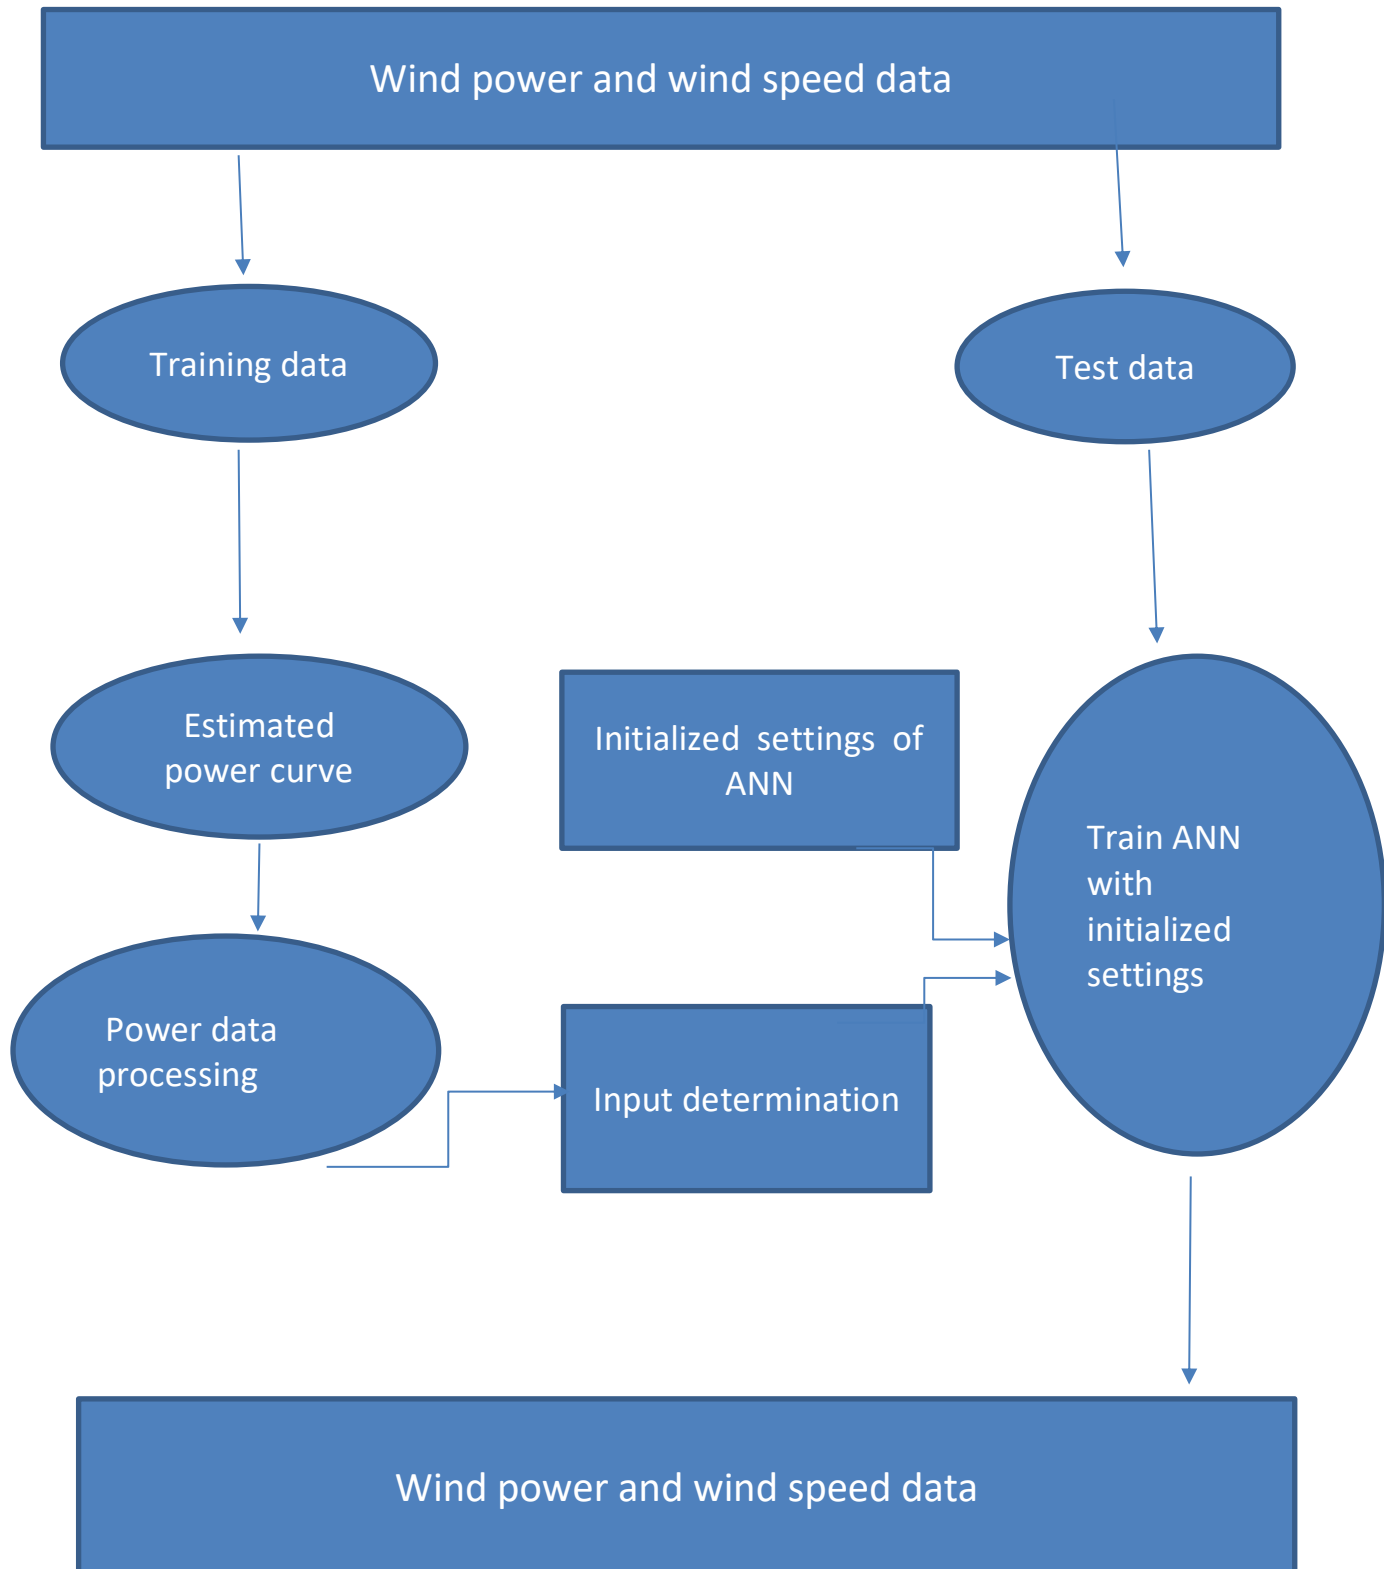 Wind power and wind speed data
Training data
Test data
Estimated
power curve
Initialized settings of
ANN
Train ANN
with
initialized
settings
Power data
processing
Input determination
Wind power and wind speed data